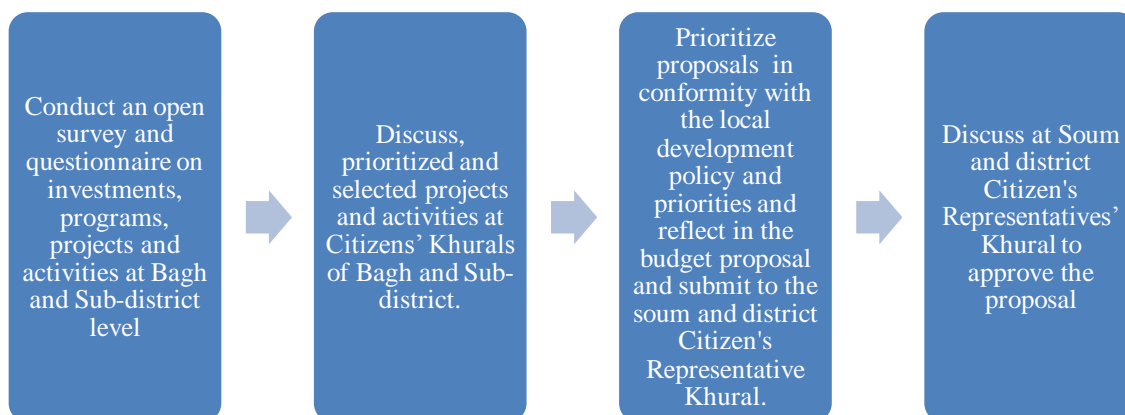 Conduct an open
survey and
questionnaire on
investments,
programs,
projects and
activities at Bagh
and Sub-district
level
Discuss,
prioritized and
selected projects
and activities at
Citizens’ Khurals
of Bagh and Sub-
district.
Prioritize
proposals in
conformity with
the local
development
policy and
priorities and
reflect in the
budget proposal
and submit to the
soum and district
Citizen's
Representative
Khural.
Discuss at Soum
and district
Citizen's
Representatives’
Khural to
approve the
proposal